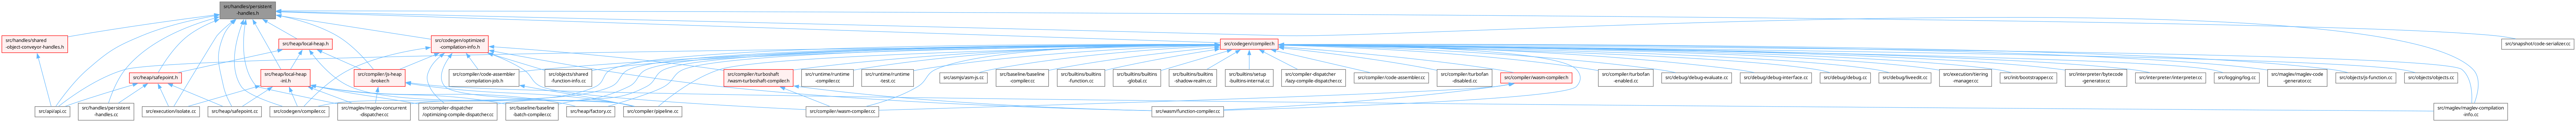 src/handles/persistent
-handles.h
src/handles/shared
-object-conveyor-handles.h
src/heap/local-heap.h
src/codegen/optimized
-compilation-info.h
src/codegen/compiler.h
src/snapshot/code-serializer.cc
src/heap/safepoint.h
src/heap/local-heap
-inl.h
src/compiler/js-heap
-broker.h
src/compiler/code-assembler
-compilation-job.h
src/objects/shared
-function-info.cc
src/compiler/turboshaft
/wasm-turboshaft-compiler.h
src/runtime/runtime
-compiler.cc
src/runtime/runtime
-test.cc
src/asmjs/asm-js.cc
src/baseline/baseline
-compiler.cc
src/builtins/builtins
-function.cc
src/builtins/builtins
-global.cc
src/builtins/builtins
-shadow-realm.cc
src/builtins/setup
-builtins-internal.cc
src/compiler-dispatcher
/lazy-compile-dispatcher.cc
src/compiler/code-assembler.cc
src/compiler/turbofan
-disabled.cc
src/compiler/wasm-compiler.h
src/compiler/turbofan
-enabled.cc
src/debug/debug-evaluate.cc
src/debug/debug-interface.cc
src/debug/debug.cc
src/debug/liveedit.cc
src/execution/tiering
-manager.cc
src/init/bootstrapper.cc
src/interpreter/bytecode
-generator.cc
src/interpreter/interpreter.cc
src/logging/log.cc
src/maglev/maglev-code
-generator.cc
src/objects/js-function.cc
src/objects/objects.cc
src/api/api.cc
src/handles/persistent
-handles.cc
src/execution/isolate.cc
src/heap/safepoint.cc
src/codegen/compiler.cc
src/maglev/maglev-concurrent
-dispatcher.cc
src/compiler-dispatcher
/optimizing-compile-dispatcher.cc
src/baseline/baseline
-batch-compiler.cc
src/heap/factory.cc
src/compiler/pipeline.cc
src/compiler/wasm-compiler.cc
src/wasm/function-compiler.cc
src/maglev/maglev-compilation
-info.cc